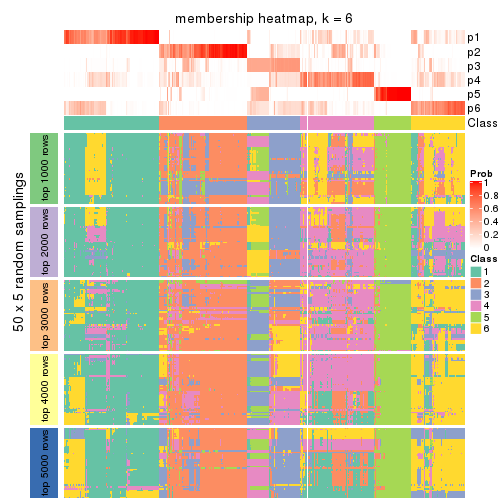 membership heatmap, k = 6
p1
p2
p3
p4
p5
p6
Class
50 x 5 random samplings
top 1000 rows
top 2000 rows
top 3000 rows
top 4000 rows
top 5000 rows
Prob
1
0.8
0.6
0.4
0.2
0
Class
1
2
3
4
5
6